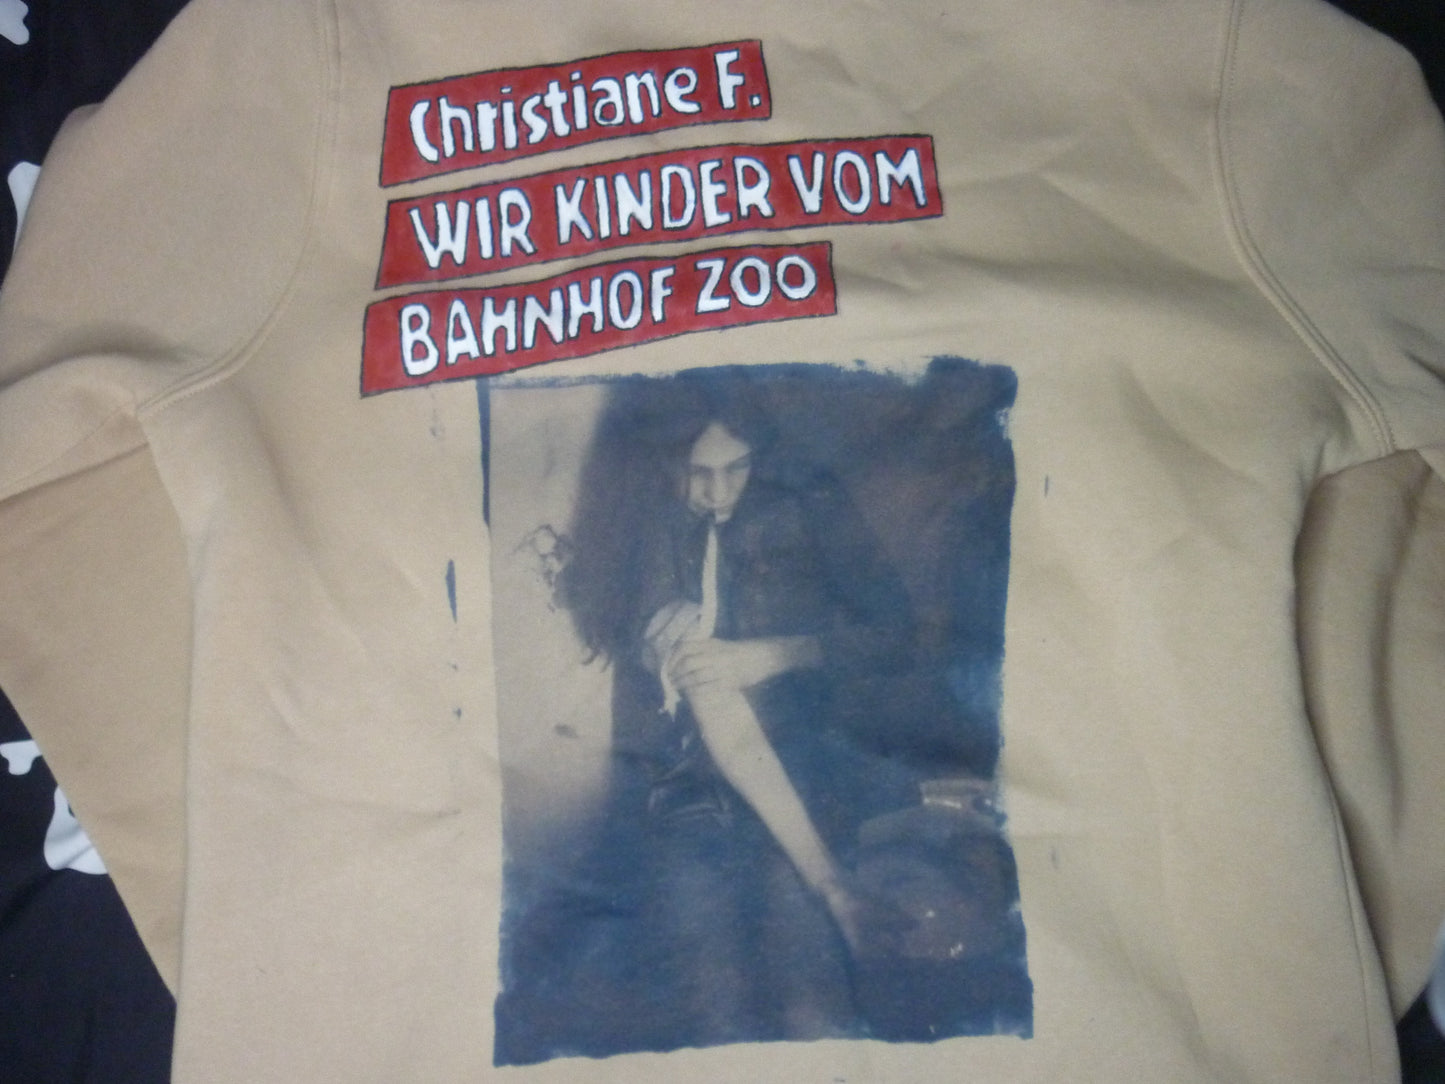 Christiane F.
WIR KINDER VOM
BAHNHOF ZOO